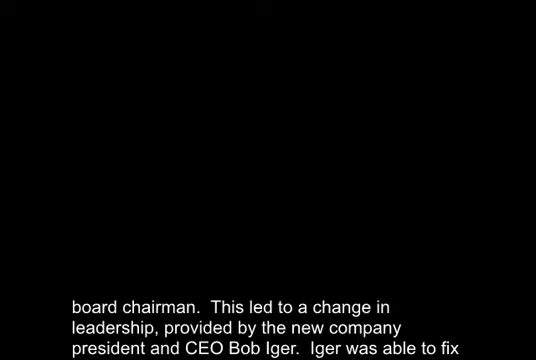 board chairman.  This led to a change in
leadership, provided by the new company
president and CEO Bob Iger.  Iger was able to fix